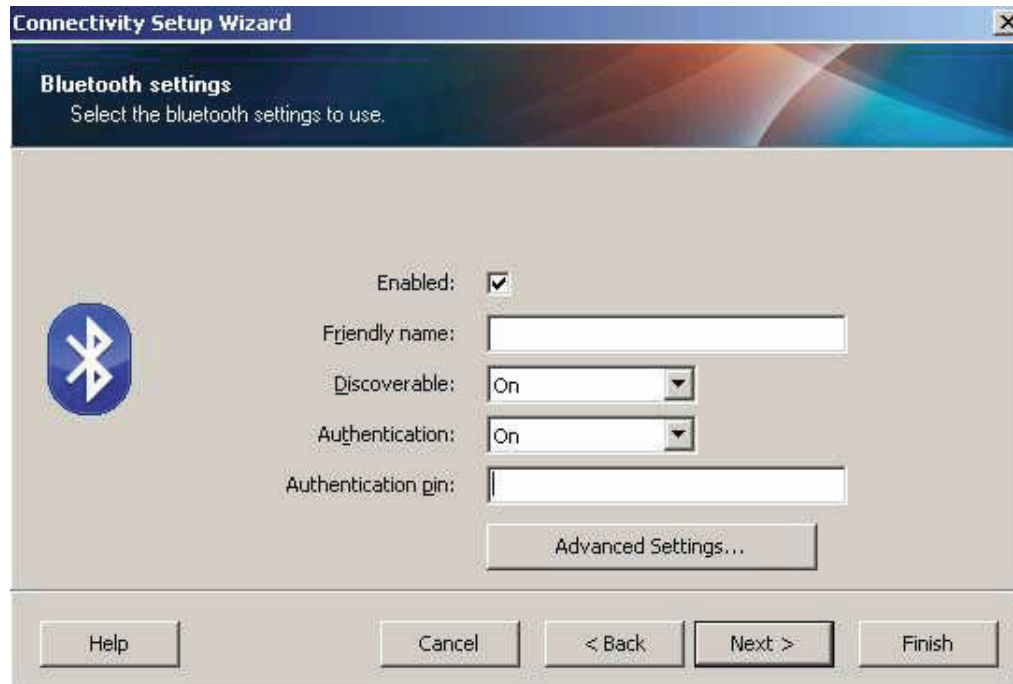 Connectivity Setup Wizard
Bluetooth settings
Select the bluetooth settings to use.
Enabled:
Friendly name:
Discoverable: On
Authentication: On
Authentication pin:
Advanced Settings...
Help Cancel < Back Next > Finish